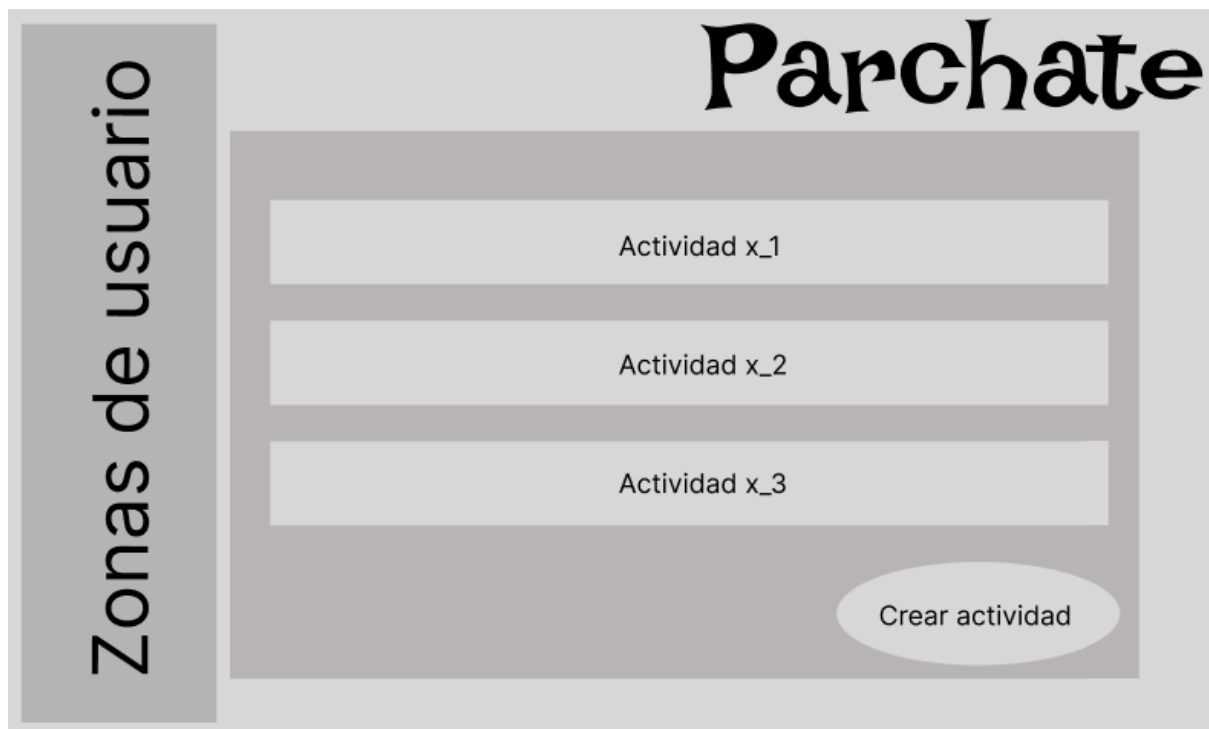 Parchate
Zonas de usuario
Actividad x_1
Actividad x_2
Actividad x_3
Crear actividad